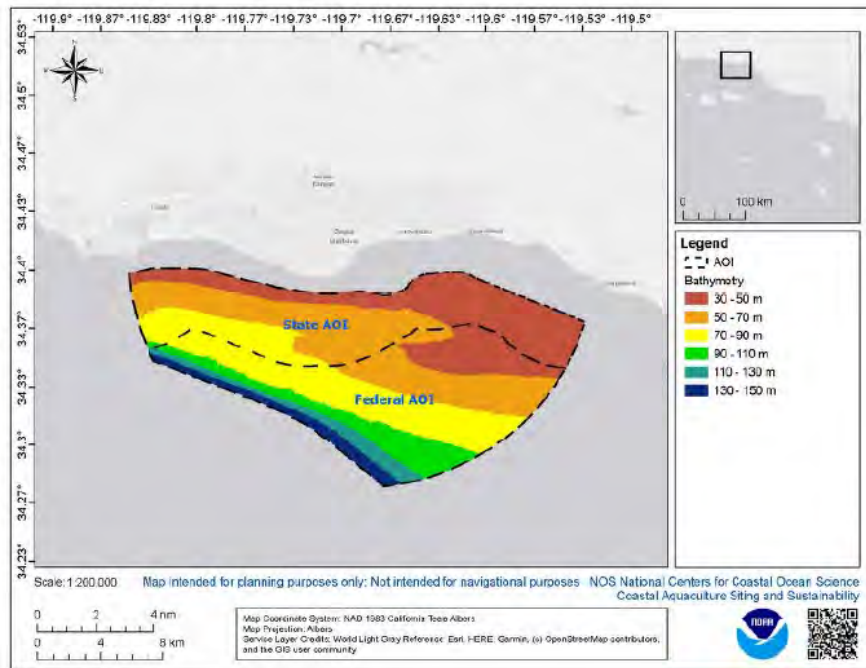 -119.9° -119.87° -119.83° -119.8° -119.77° -119.73° -119.7° -119.67° -119.63° -119.6° -119.57° -119.53° -119.5°
34.53°
34.5°
34.47°
34.43°
34.4°
34.37°
34.33°
34.3°
34.27°
34.23°
N
State AOI
Federal AOI
0 100 km
Legend
AOI
Bathymetry
30 - 50 m
50 - 70 m
70 - 90 m
90 - 110 m
110 - 130 m
130 - 150 m
Scale: 1:200,000
Map intended for planning purposes only: Not intended for navigational purposes
NOS National Centers for Coastal Ocean Science
Coastal Aquaculture Siting and Sustainability
0 2 4 nm
0 4 8 km
Map Coordinate System: NAD 1983 California Teale Albers
Map Projection: Albers
Service Layer Credits: World Light Gray Reference: Esri, HERE, Garmin, (c) OpenStreetMap contributors,
and the GIS user community
NOAA